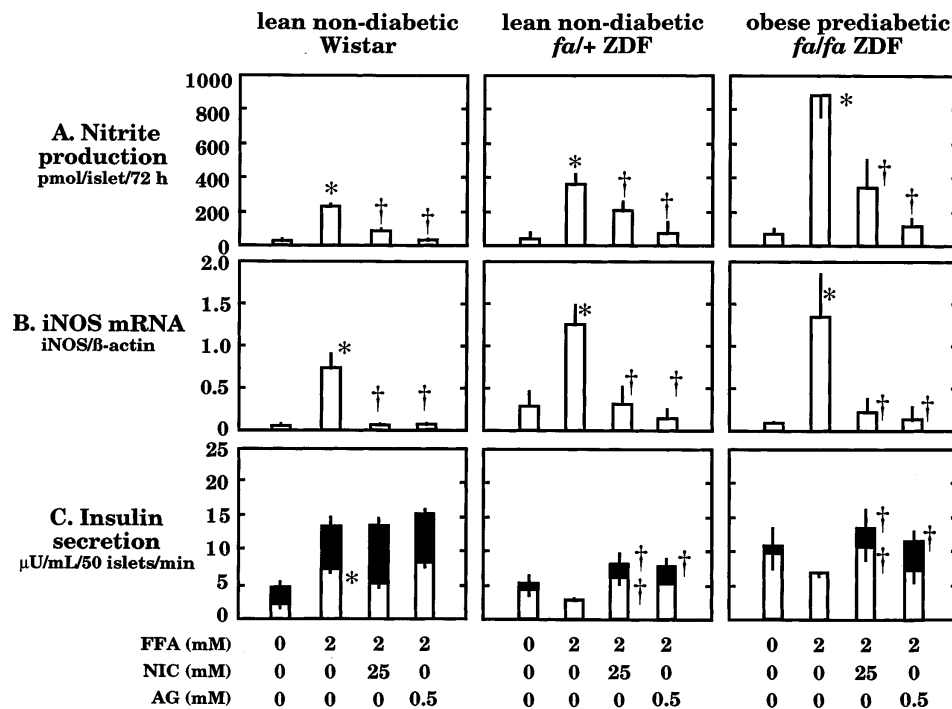 lean non-diabetic
Wistar
lean non-diabetic
fa/+ ZDF
obese prediabetic
fa/fa ZDF
A. Nitrite
production
pmol/islet/72 h
1000
800
600
400
200
0
* † †
* † †
* † †
B. iNOS mRNA
iNOS/ß-actin
2.0
1.5
1.0
0.5
0
* † †
* † †
* † †
C. Insulin
secretion
µU/mL/50 islets/min
25
20
15
10
5
0
*
† †
†
† †
†
FFA (mM) 0 2 2 2 0 2 2 2 0 2 2 2
NIC (mM) 0 0 25 0 0 0 25 0 0 0 25 0
AG (mM) 0 0 0 0.5 0 0 0 0.5 0 0 0 0.5